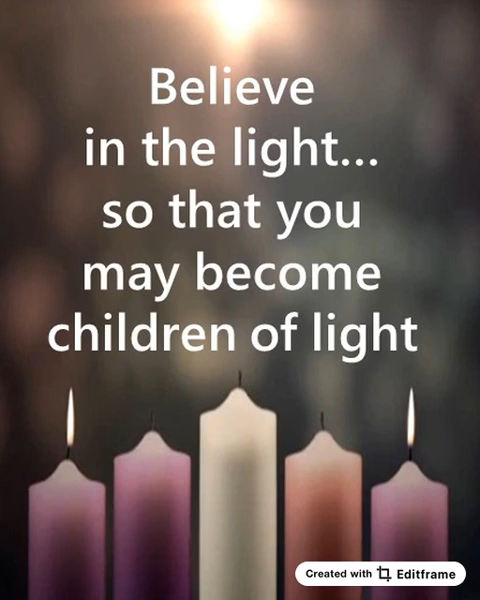 Believe
in the light...
so that you
may become
children of light
Created with Editframe